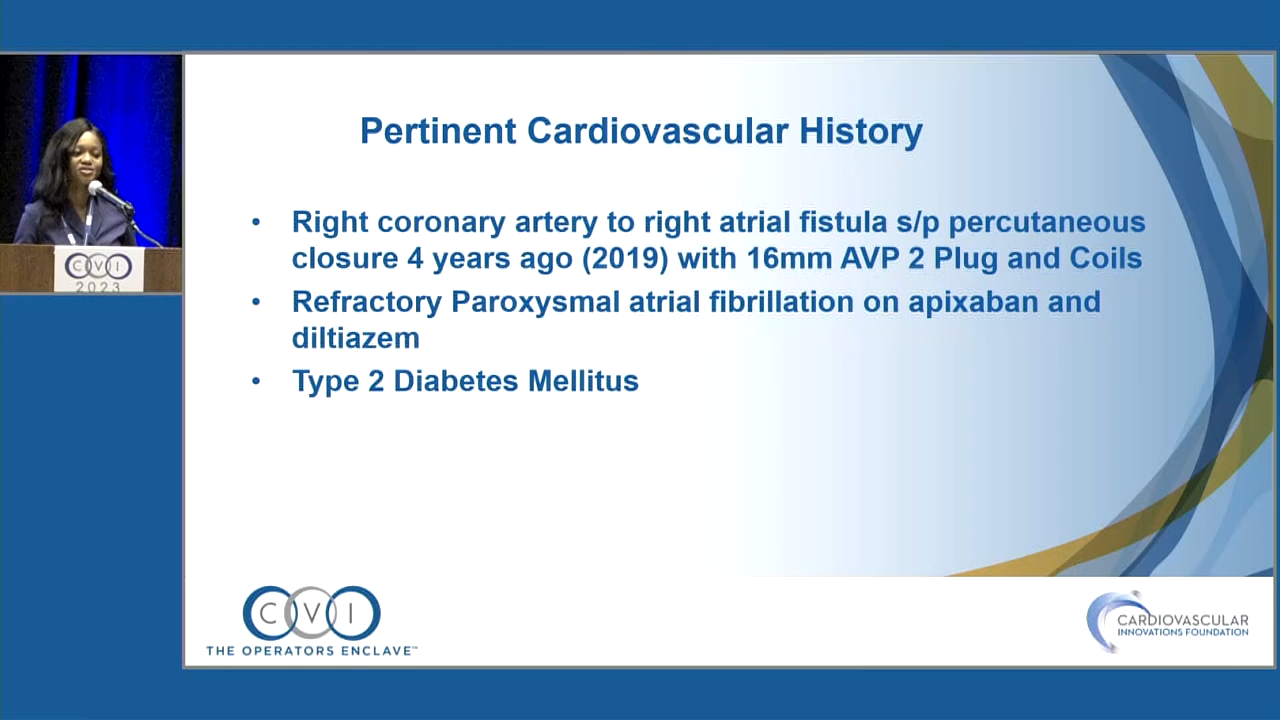 Pertinent Cardiovascular History
• Right coronary artery to right atrial fistula s/p percutaneous
closure 4 years ago (2019) with 16mm AVP 2 Plug and Coils
• Refractory Paroxysmal atrial fibrillation on apixaban and
diltiazem
• Type 2 Diabetes Mellitus
CVI
2023
CVI
THE OPERATORS ENCLAVE™
CARDIOVASCULAR
INNOVATIONS FOUNDATION